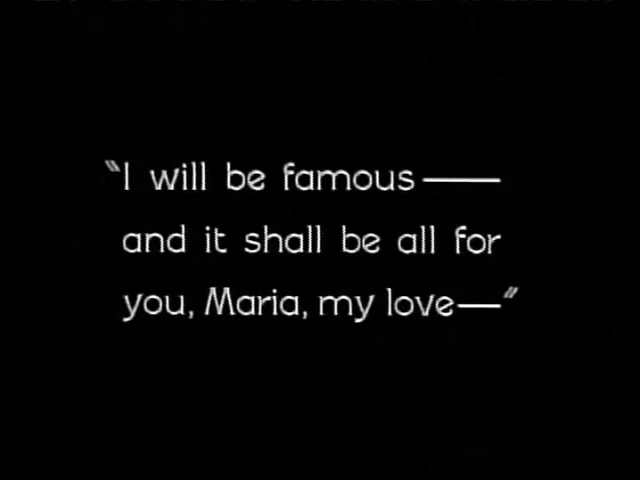 “I will be famous——
and it shall be all for
you, Maria, my love—”